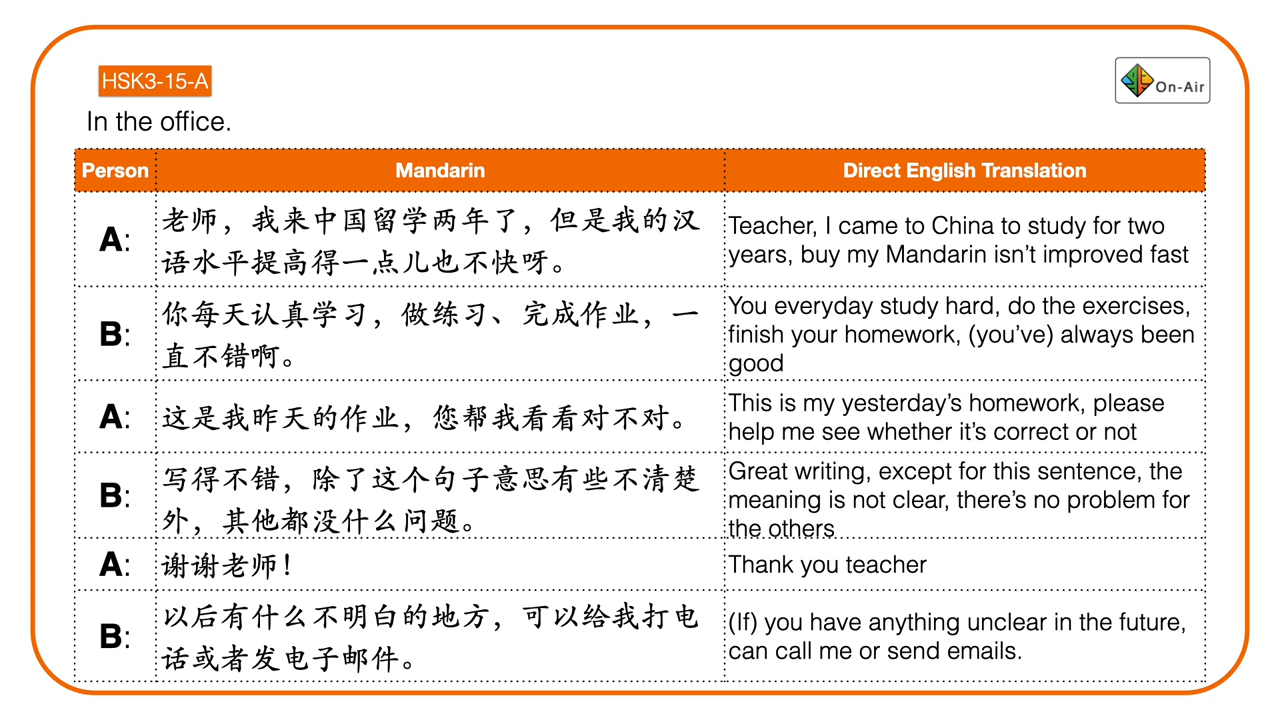 HSK3-15-A
On-Air
In the office.
Person
Mandarin
Direct English Translation
A:
老师，我来中国留学两年了，但是我的汉
语水平提高得一点儿也不快呀。
Teacher, I came to China to study for two
years, buy my Mandarin isn't improved fast
B:
你每天认真学习，做练习、完成作业，一
直不错啊。
You everyday study hard, do the exercises,
finish your homework, (you've) always been
good
A:
这是我昨天的作业，您帮我看看对不对。
This is my yesterday's homework, please
help me see whether it's correct or not
B:
写得不错，除了这个句子意思有些不清楚
外，其他都没什么问题。
Great writing, except for this sentence, the
meaning is not clear, there's no problem for
the others
A:
谢谢老师！
Thank you teacher
B:
以后有什么不明白的地方，可以给我打电
话或者发电子邮件。
(If) you have anything unclear in the future,
can call me or send emails.